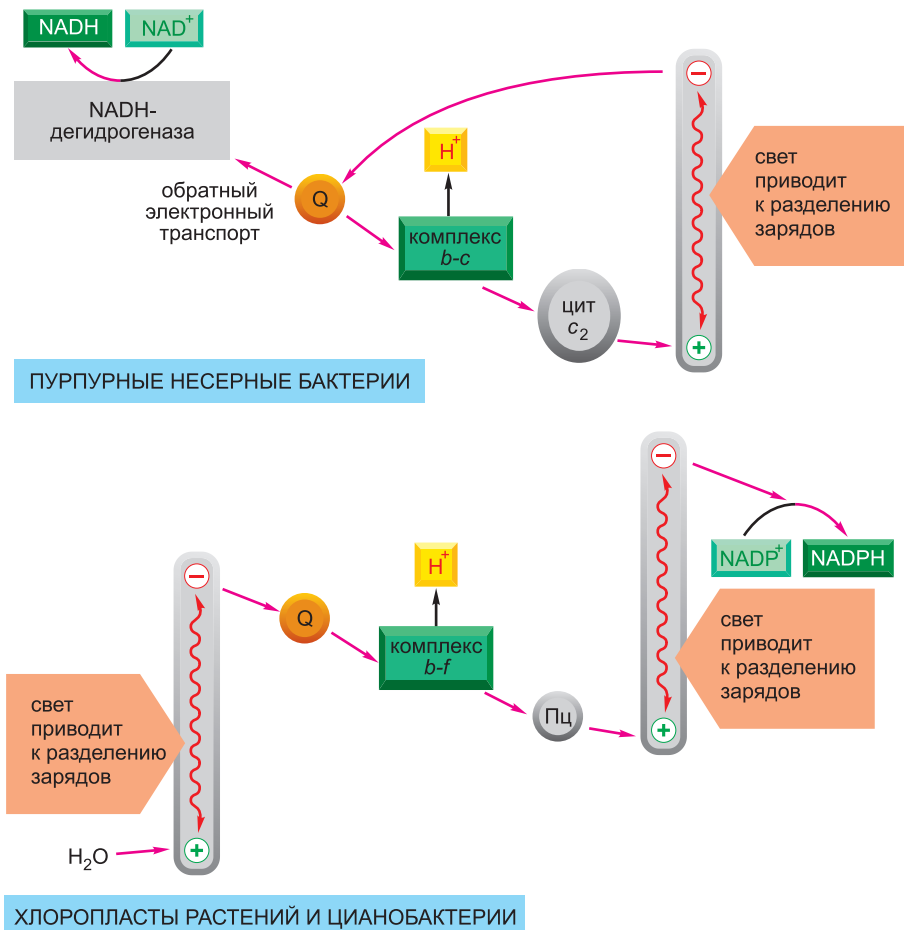 NADH
NAD+
NADH-
дегидрогеназа
обратный
электронный
транспорт
Q
H+
комплекс
b-c
цит
c2
−
+
свет
приводит
к разделению
зарядов
ПУРПУРНЫЕ НЕСЕРНЫЕ БАКТЕРИИ
−
+
H2O
свет
приводит
к разделению
зарядов
Q
H+
комплекс
b-f
Пц
−
+
NADP+
NADPH
свет
приводит
к разделению
зарядов
ХЛОРОПЛАСТЫ РАСТЕНИЙ И ЦИАНОБАКТЕРИИ